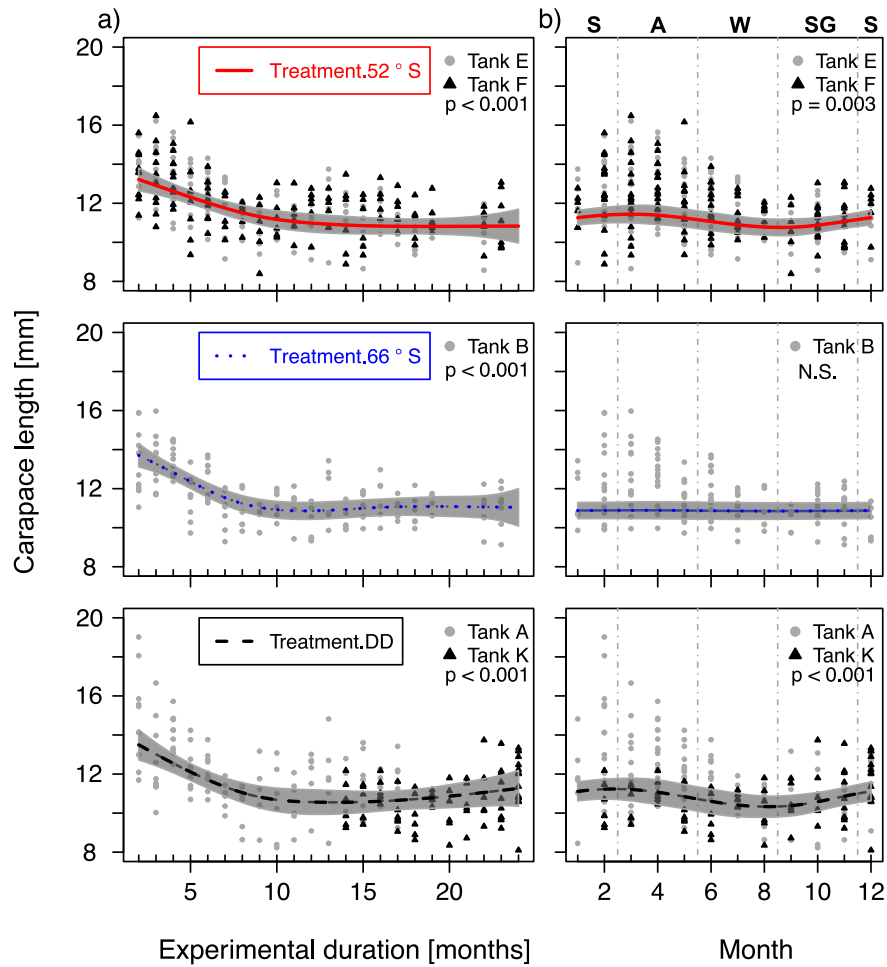 a)
b)
S A W SG S
Treatment.52 ° S
Tank E
Tank F
p < 0.001
Tank E
Tank F
p = 0.003
20
16
12
8
Treatment.66 ° S
Tank B
p < 0.001
Tank B
N.S.
20
16
12
8
Treatment.DD
Tank A
Tank K
p < 0.001
Tank A
Tank K
p < 0.001
20
16
12
8
Carapace length [mm]
5 10 15 20
2 4 6 8 10 12
Experimental duration [months]
Month